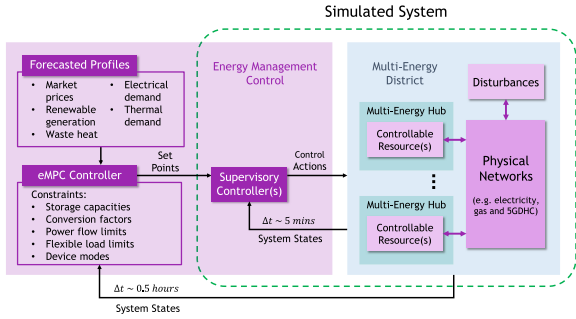 Simulated System
Forecasted Profiles
• Market prices
• Renewable generation
• Waste heat
• Electrical demand
• Thermal demand
Energy Management
Control
Multi-Energy
District
Disturbances
Multi-Energy Hub
Controllable
Resource(s)
eMPC Controller
Set
Points
Supervisory
Controller(s)
Control
Actions
Physical
Networks
(e.g. electricity,
gas and 5GDHC)
Constraints:
• Storage capacities
• Conversion factors
• Power flow limits
• Flexible load limits
• Device modes
Multi-Energy Hub
Controllable
Resource(s)
Δt ~ 5 mins
System States
Δt ~ 0.5 hours
System States